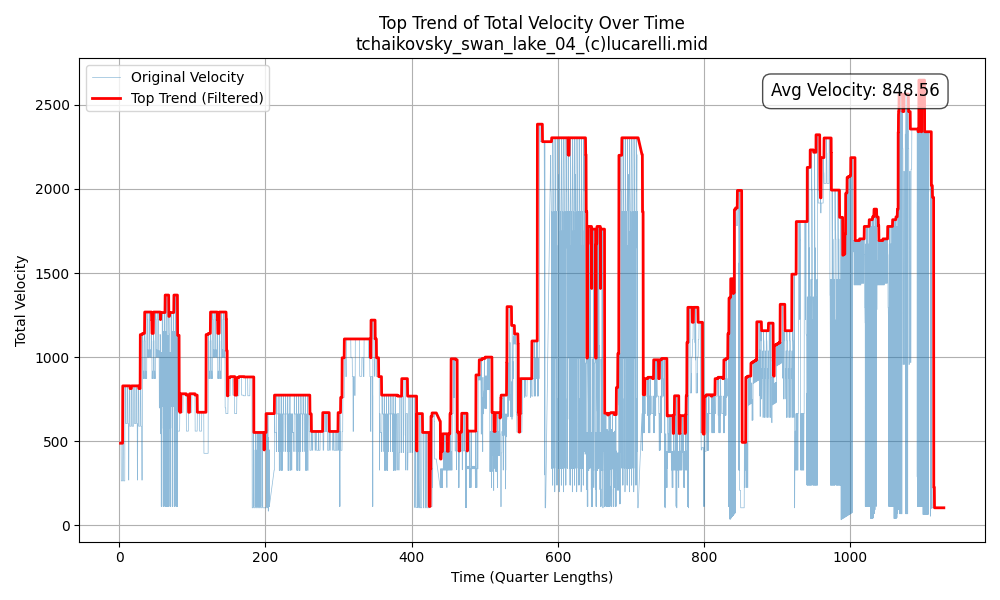 Top Trend of Total Velocity Over Time
tchaikovsky_swan_lake_04_(c)lucarelli.mid
Original Velocity
Top Trend (Filtered)
Avg Velocity: 848.56
Total Velocity
2500
2000
1500
1000
500
0
0 200 400 600 800 1000
Time (Quarter Lengths)